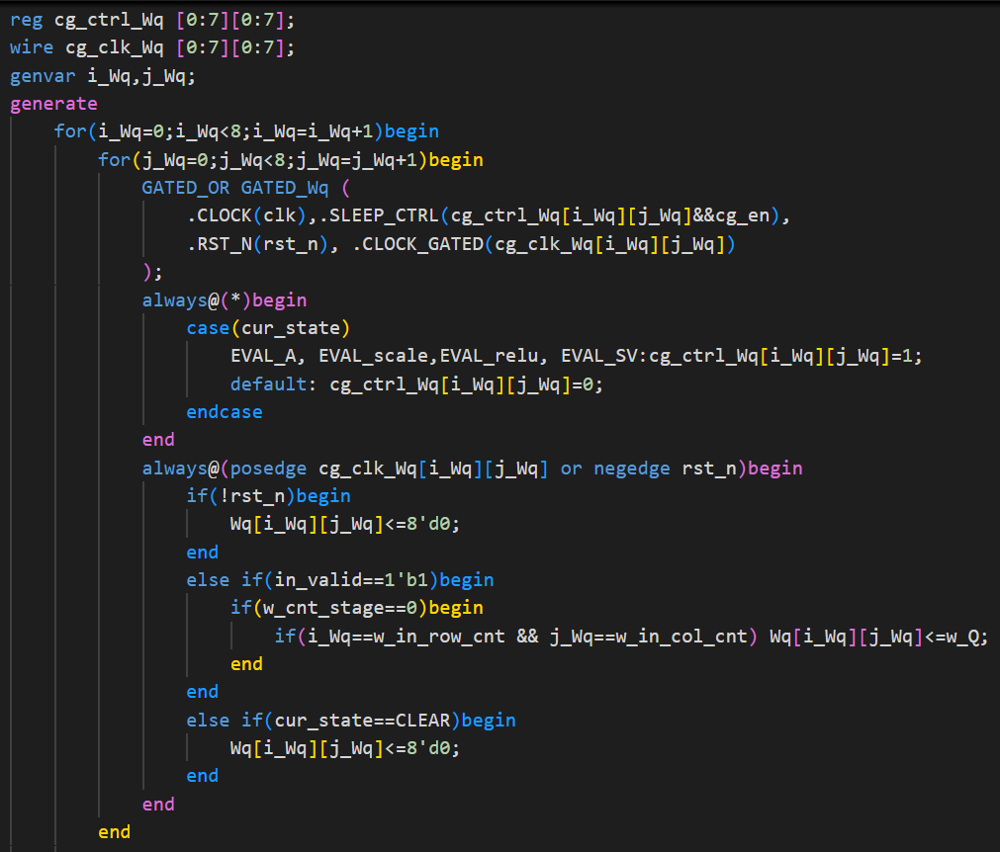 reg cg_ctrl_Wq [0:7][0:7];
wire cg_clk_Wq [0:7][0:7];
genvar i_Wq,j_Wq;
generate
    for(i_Wq=0;i_Wq<8;i_Wq=i_Wq+1)begin
        for(j_Wq=0;j_Wq<8;j_Wq=j_Wq+1)begin
            GATED_OR GATED_Wq (
                .CLOCK(clk),.SLEEP_CTRL(cg_ctrl_Wq[i_Wq][j_Wq]&&cg_en),
                .RST_N(rst_n), .CLOCK_GATED(cg_clk_Wq[i_Wq][j_Wq])
            );
            always@(*)begin
                case(cur_state)
                    EVAL_A, EVAL_scale,EVAL_relu, EVAL_SV:cg_ctrl_Wq[i_Wq][j_Wq]=1;
                    default: cg_ctrl_Wq[i_Wq][j_Wq]=0;
                endcase
            end
            always@(posedge cg_clk_Wq[i_Wq][j_Wq] or negedge rst_n)begin
                if(!rst_n)begin
                    Wq[i_Wq][j_Wq]<=8'd0;
                end
                else if(in_valid==1'b1)begin
                    if(w_cnt_stage==0)begin
                        if(i_Wq==w_in_row_cnt && j_Wq==w_in_col_cnt) Wq[i_Wq][j_Wq]<=w_Q;
                    end
                end
                else if(cur_state==CLEAR)begin
                    Wq[i_Wq][j_Wq]<=8'd0;
                end
            end
        end